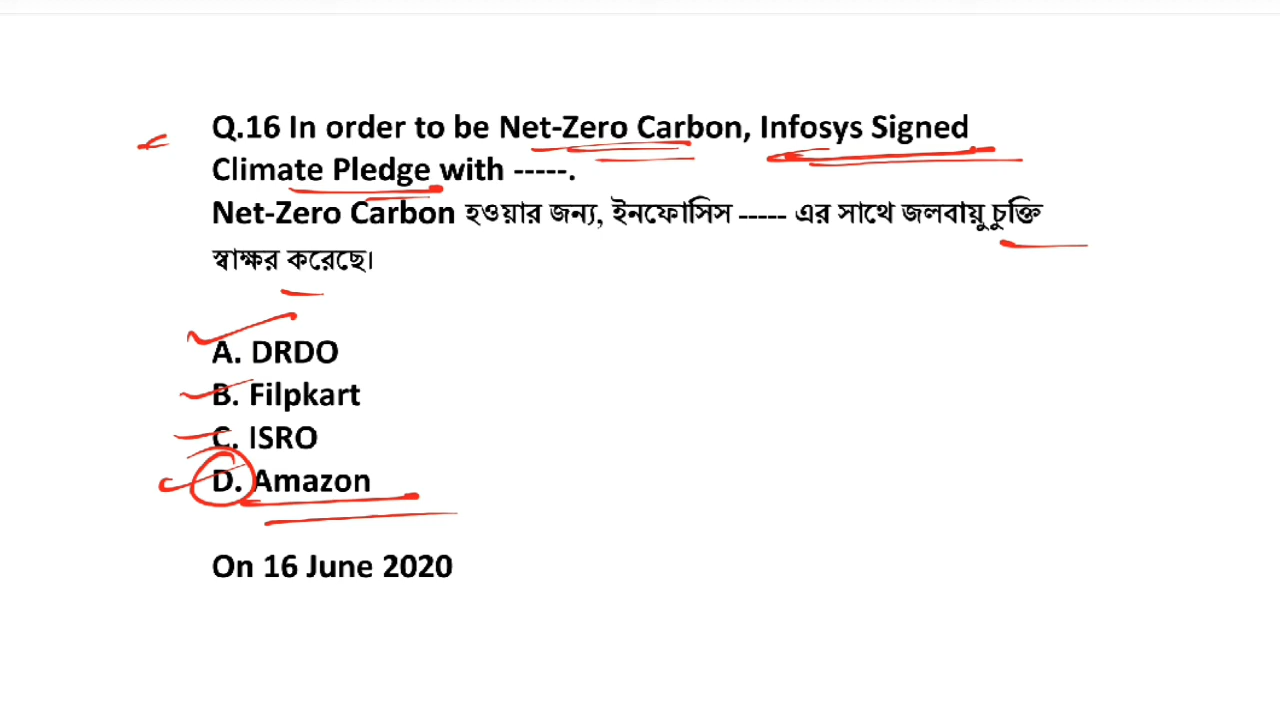 Q.16 In order to be Net-Zero Carbon, Infosys Signed
Climate Pledge with -----.
Net-Zero Carbon হওয়ার জন্য, ইনফোসিস ----- এর সাথে জলবায়ু চুক্তি
স্বাক্ষর করেছে।
A. DRDO
B. Filpkart
C. ISRO
D. Amazon
On 16 June 2020